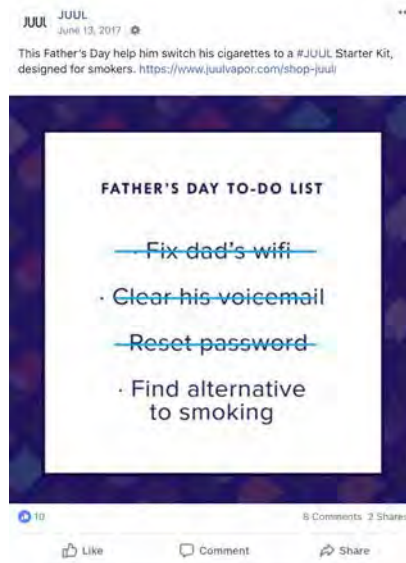 JUUL
JUUL
June 13, 2017
This Father's Day help him switch his cigarettes to a #JUUL Starter Kit,
designed for smokers. https://www.juulvapor.com/shop-juul/
FATHER'S DAY TO-DO LIST
· Fix dad's wifi
· Clear his voicemail
· Reset password
· Find alternative
to smoking
10
8 Comments 2 Shares
Like Comment Share